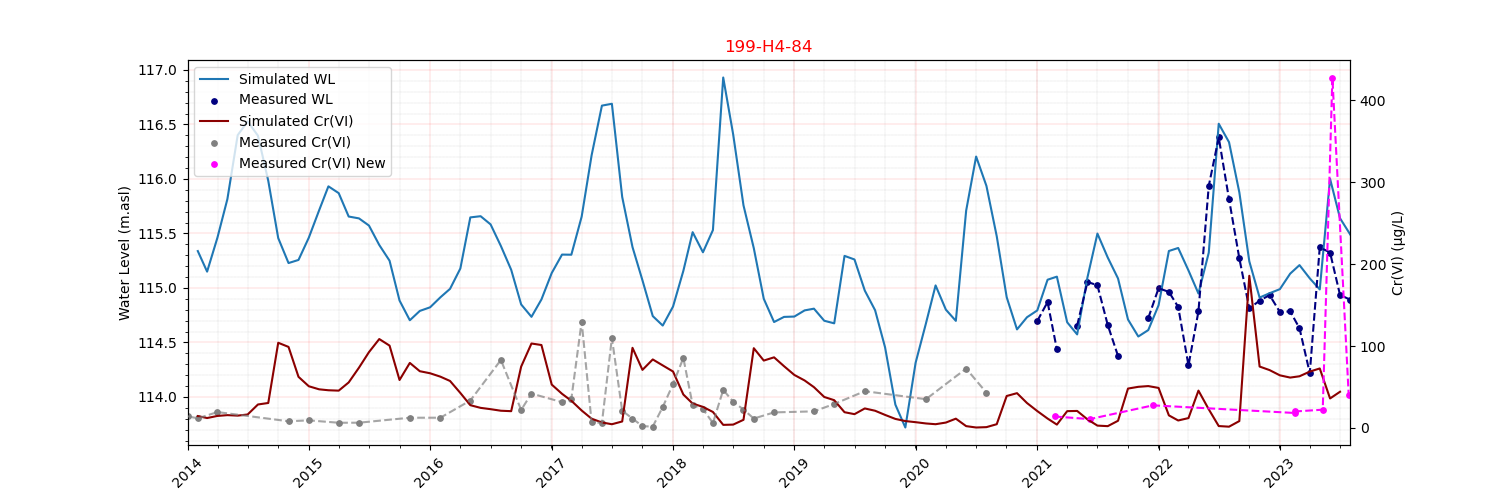 199-H4-84
Simulated WL
Measured WL
Simulated Cr(VI)
Measured Cr(VI)
Measured Cr(VI) New
Water Level (m.asl)
117.0
116.5
116.0
115.5
115.0
114.5
114.0
Cr(VI) (µg/L)
400
300
200
100
0
2014
2015
2016
2017
2018
2019
2020
2021
2022
2023